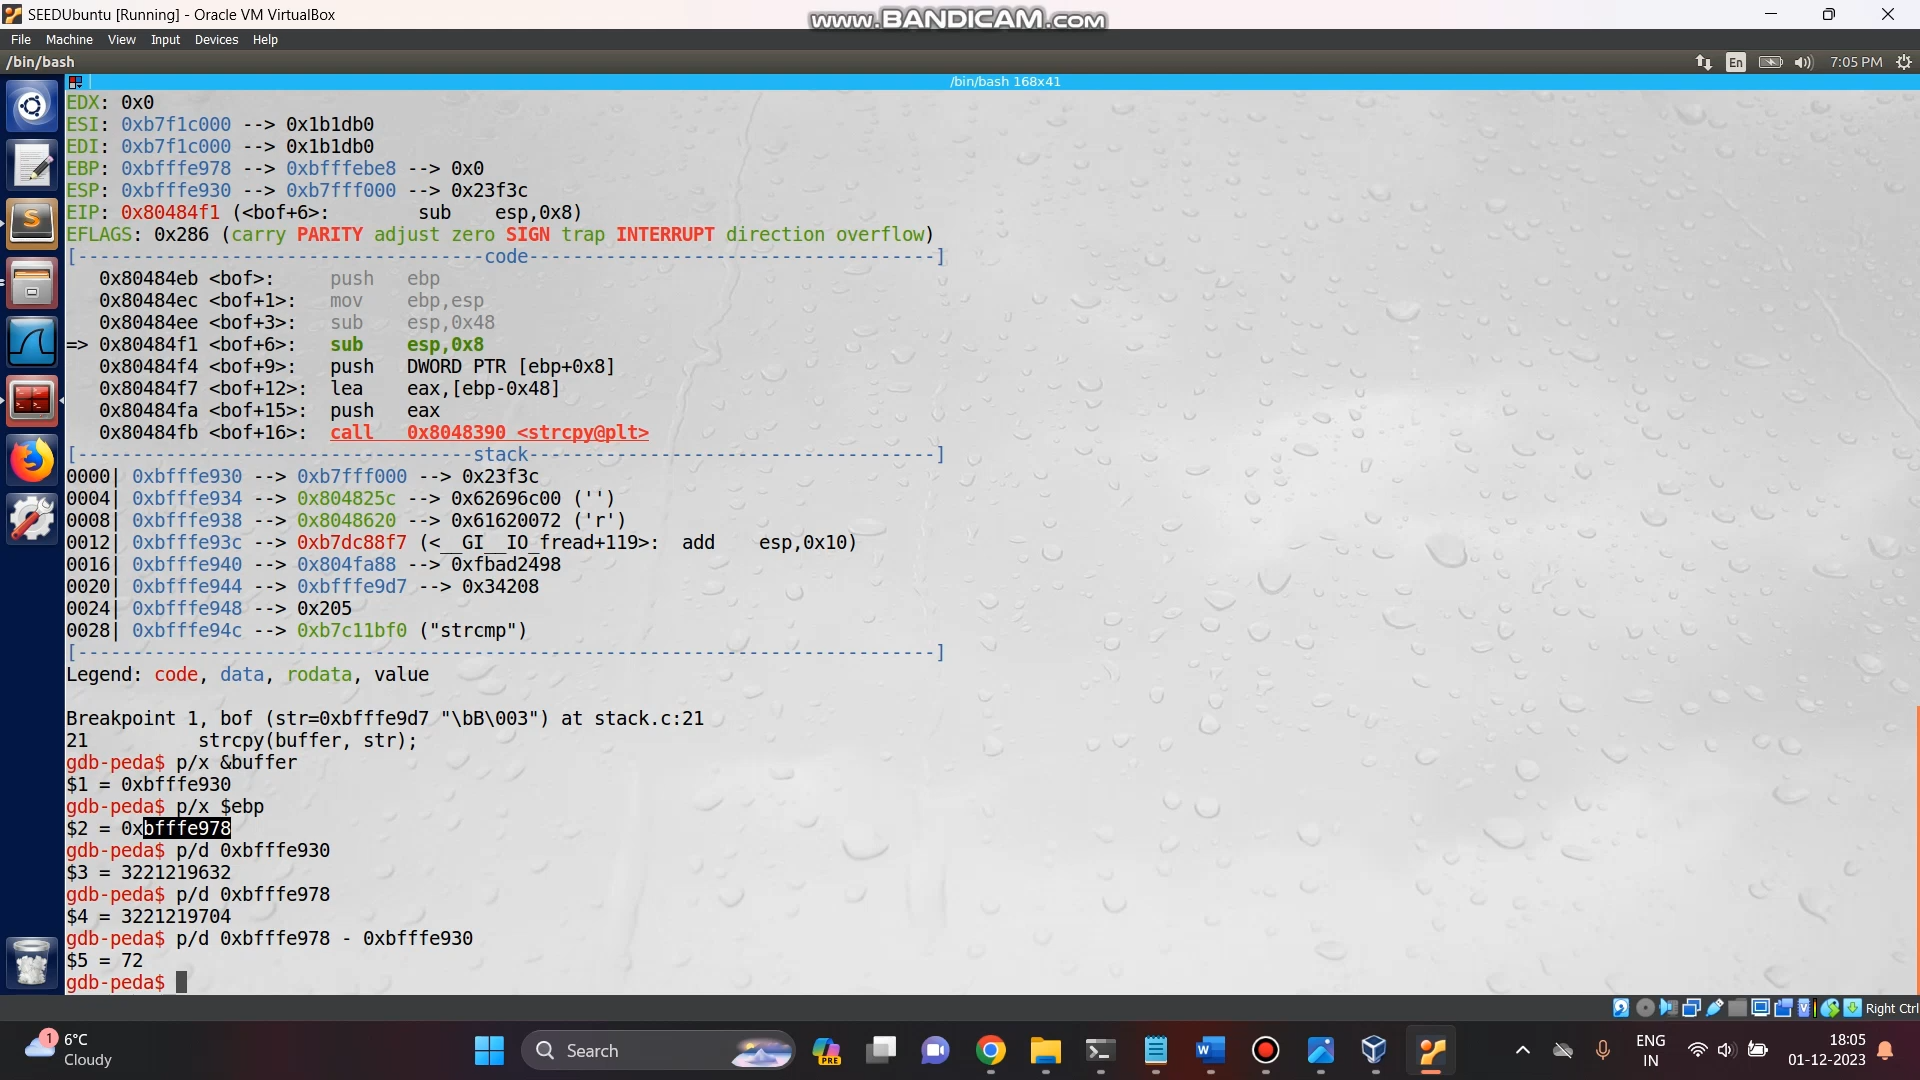 SEEDUbuntu [Running] - Oracle VM VirtualBox
www.BANDICAM.com
File Machine View Input Devices Help
/bin/bash
En
7:05 PM
/bin/bash 168x41
EDX: 0x0
ESI: 0xb7f1c000 --> 0x1b1db0
EDI: 0xb7f1c000 --> 0x1b1db0
EBP: 0xbfffe978 --> 0xbfffebe8 --> 0x0
ESP: 0xbfffe930 --> 0xb7fff000 --> 0x23f3c
EIP: 0x80484f1 (<bof+6>:        sub    esp,0x8)
EFLAGS: 0x286 (carry PARITY adjust zero SIGN trap INTERRUPT direction overflow)
[-------------------------------------code-------------------------------------]
   0x80484eb <bof>:     push   ebp
   0x80484ec <bof+1>:   mov    ebp,esp
   0x80484ee <bof+3>:   sub    esp,0x48
=> 0x80484f1 <bof+6>:   sub    esp,0x8
   0x80484f4 <bof+9>:   push   DWORD PTR [ebp+0x8]
   0x80484f7 <bof+12>:  lea    eax,[ebp-0x48]
   0x80484fa <bof+15>:  push   eax
   0x80484fb <bof+16>:  call   0x8048390 <strcpy@plt>
[------------------------------------stack-------------------------------------]
0000| 0xbfffe930 --> 0xb7fff000 --> 0x23f3c
0004| 0xbfffe934 --> 0x804825c --> 0x62696c00 ('')
0008| 0xbfffe938 --> 0x8048620 --> 0x61620072 ('r')
0012| 0xbfffe93c --> 0xb7dc88f7 (<__GI__IO_fread+119>:  add    esp,0x10)
0016| 0xbfffe940 --> 0x804fa88 --> 0xfbad2498
0020| 0xbfffe944 --> 0xbfffe9d7 --> 0x34208
0024| 0xbfffe948 --> 0x205
0028| 0xbfffe94c --> 0xb7c11bf0 ("strcmp")
[------------------------------------------------------------------------------]
Legend: code, data, rodata, value
Breakpoint 1, bof (str=0xbfffe9d7 "\bB\003") at stack.c:21
21          strcpy(buffer, str);
gdb-peda$ p/x &buffer
$1 = 0xbfffe930
gdb-peda$ p/x $ebp
$2 = 0xbfffe978
gdb-peda$ p/d 0xbfffe930
$3 = 3221219632
gdb-peda$ p/d 0xbfffe978
$4 = 3221219704
gdb-peda$ p/d 0xbfffe978 - 0xbfffe930
$5 = 72
gdb-peda$
Right Ctrl
1
6°C
Cloudy
Search
PRE
ENG
IN
18:05
01-12-2023